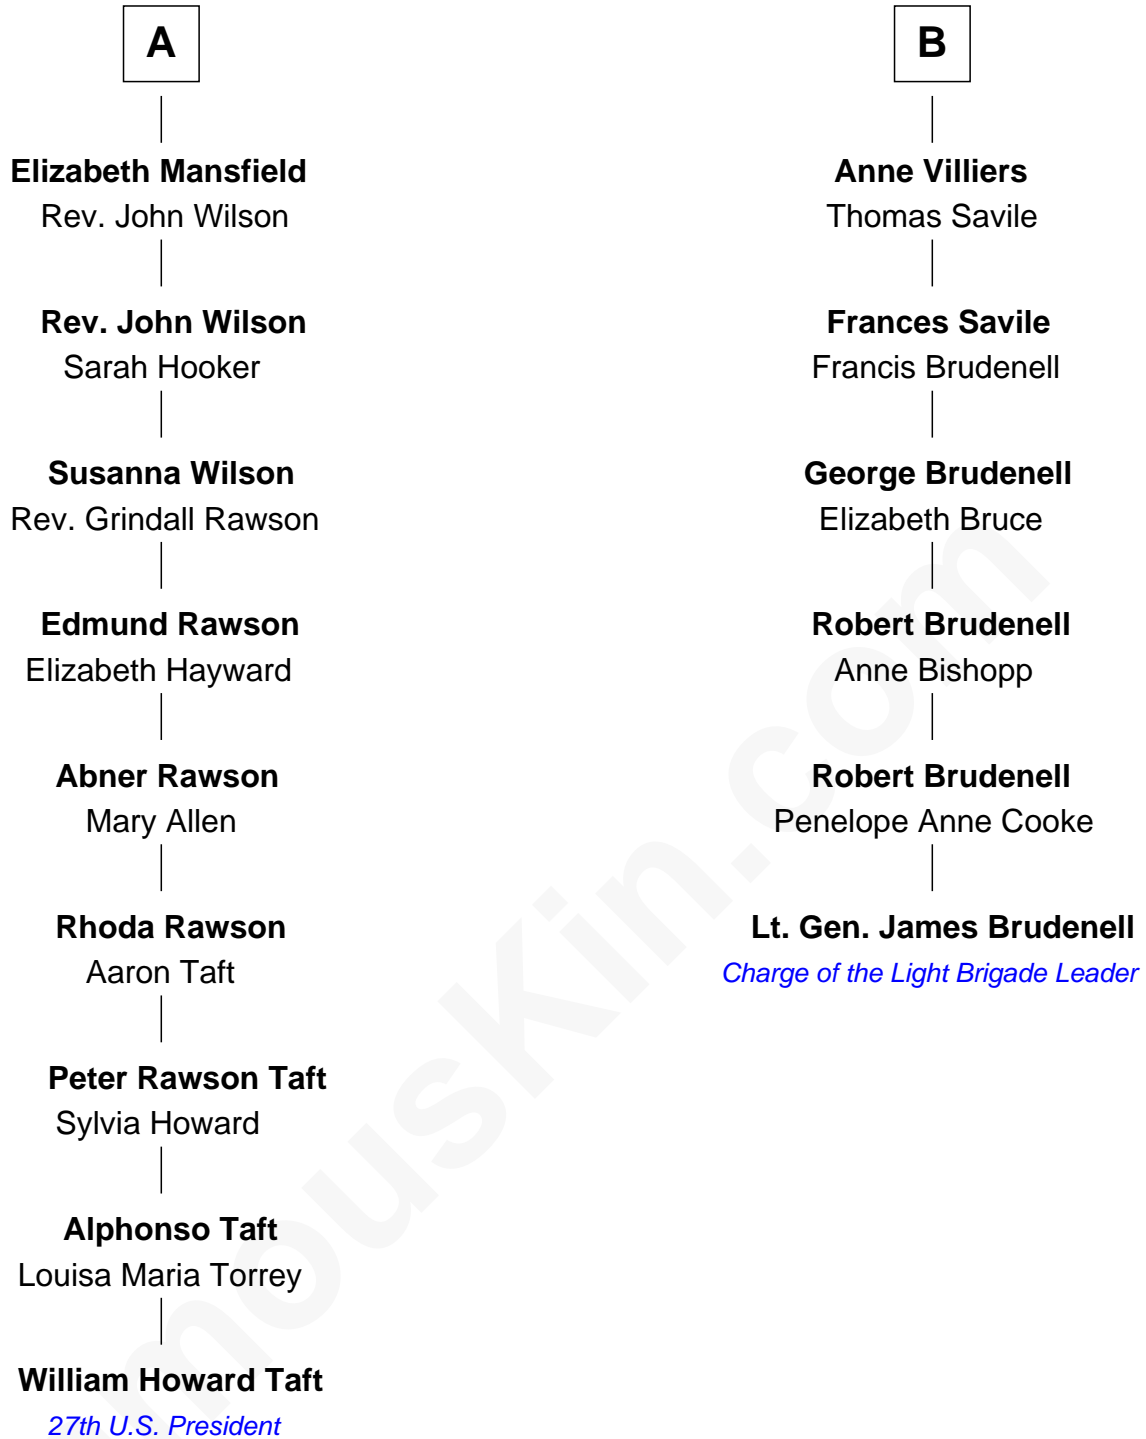 A
Elizabeth Mansfield
Rev. John Wilson
Rev. John Wilson
Sarah Hooker
Susanna Wilson
Rev. Grindall Rawson
Edmund Rawson
Elizabeth Hayward
Abner Rawson
Mary Allen
Rhoda Rawson
Aaron Taft
Peter Rawson Taft
Sylvia Howard
Alphonso Taft
Louisa Maria Torrey
William Howard Taft
27th U.S. President
B
Anne Villiers
Thomas Savile
Frances Savile
Francis Brudenell
George Brudenell
Elizabeth Bruce
Robert Brudenell
Anne Bishopp
Robert Brudenell
Penelope Anne Cooke
Lt. Gen. James Brudenell
Charge of the Light Brigade Leader
mousKin.com